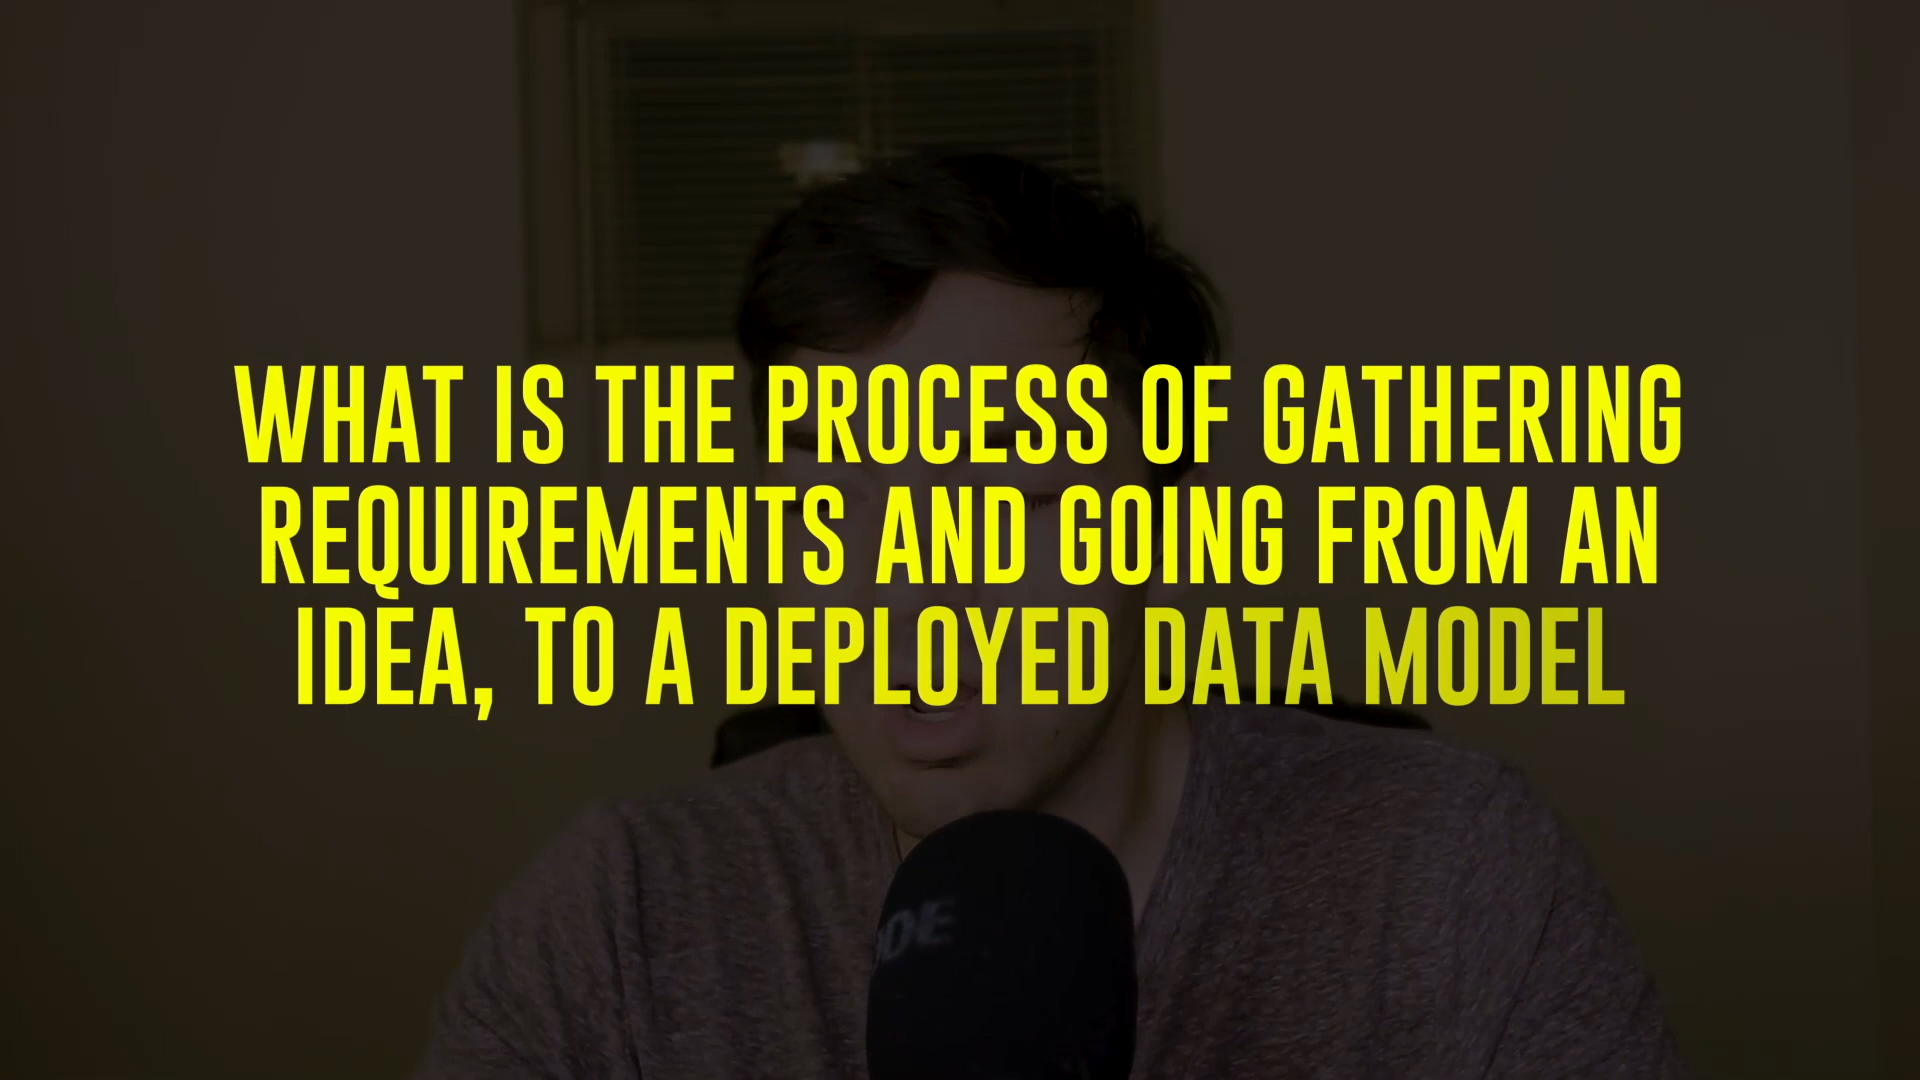 WHAT IS THE PROCESS OF GATHERING
REQUIREMENTS AND GOING FROM AN
IDEA, TO A DEPLOYED DATA MODEL